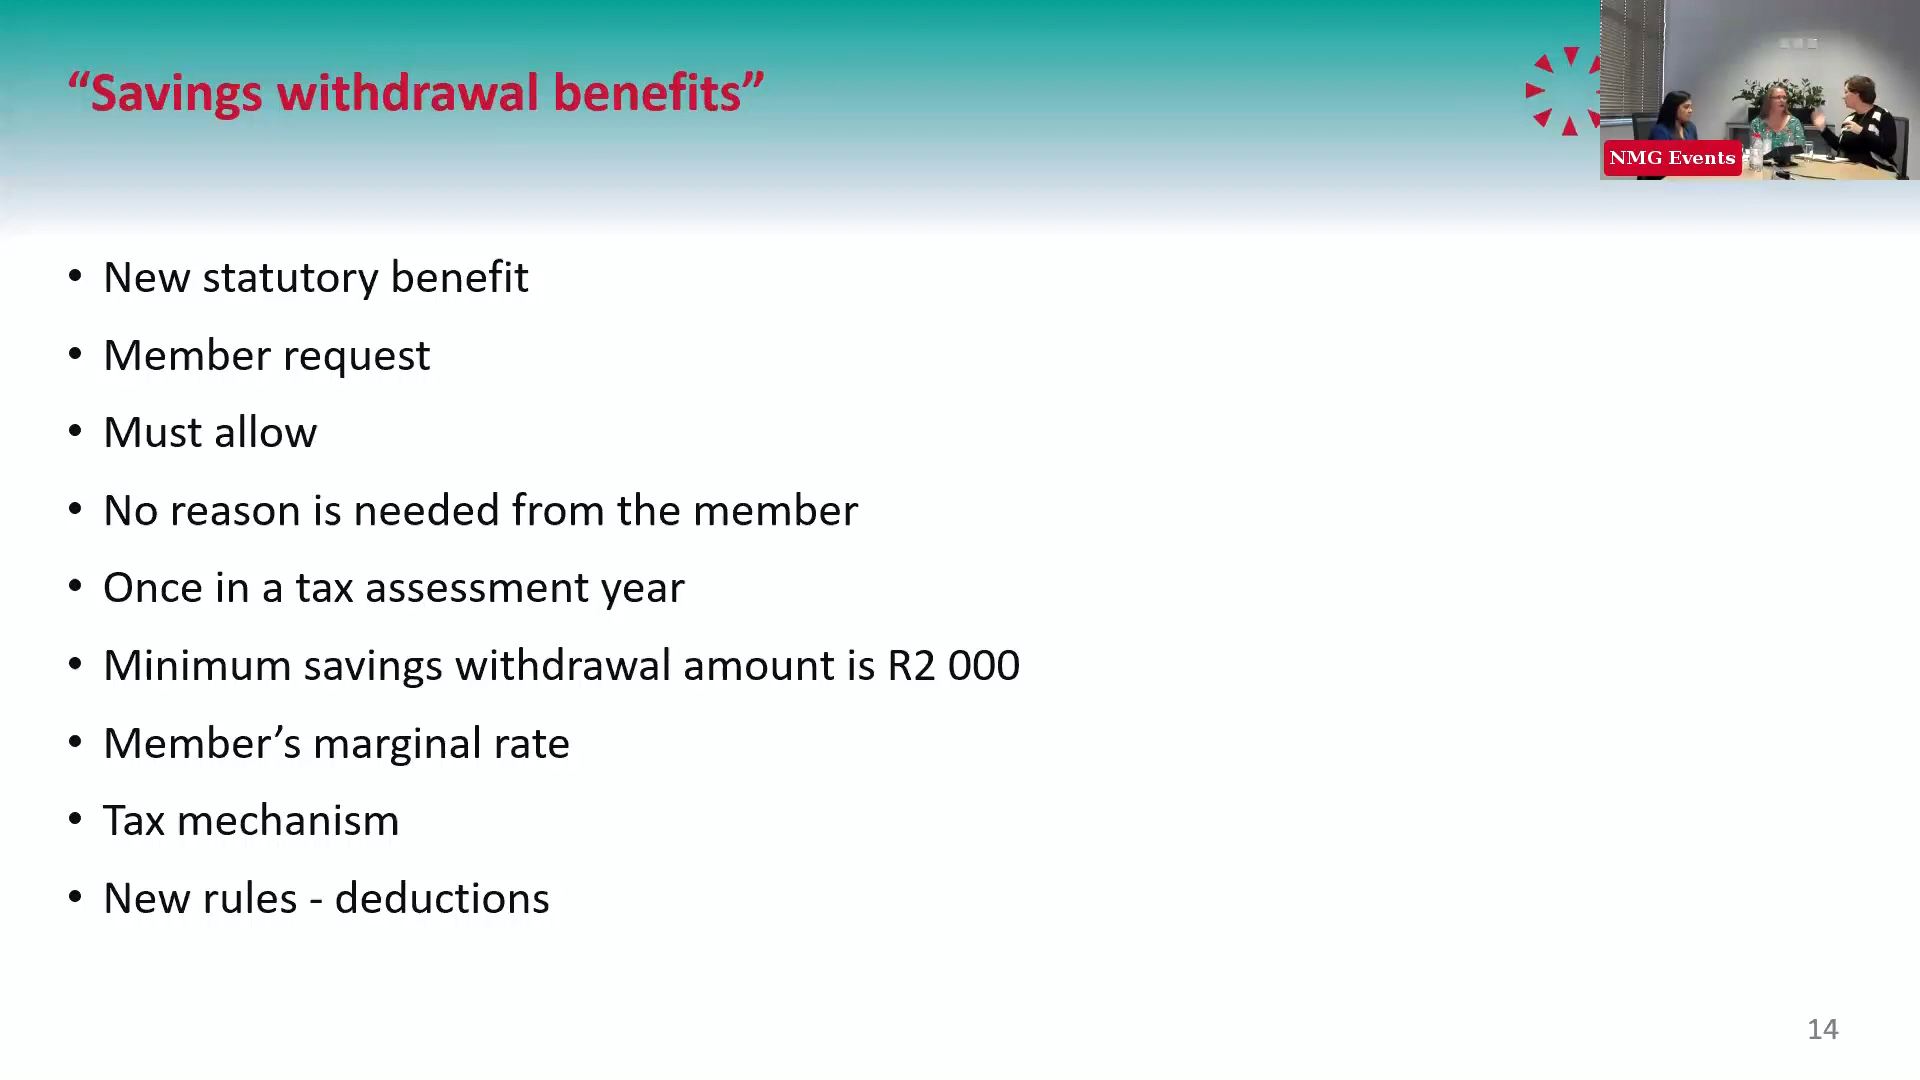 “Savings withdrawal benefits”
NMG Events
• New statutory benefit
• Member request
• Must allow
• No reason is needed from the member
• Once in a tax assessment year
• Minimum savings withdrawal amount is R2 000
• Member’s marginal rate
• Tax mechanism
• New rules - deductions
14